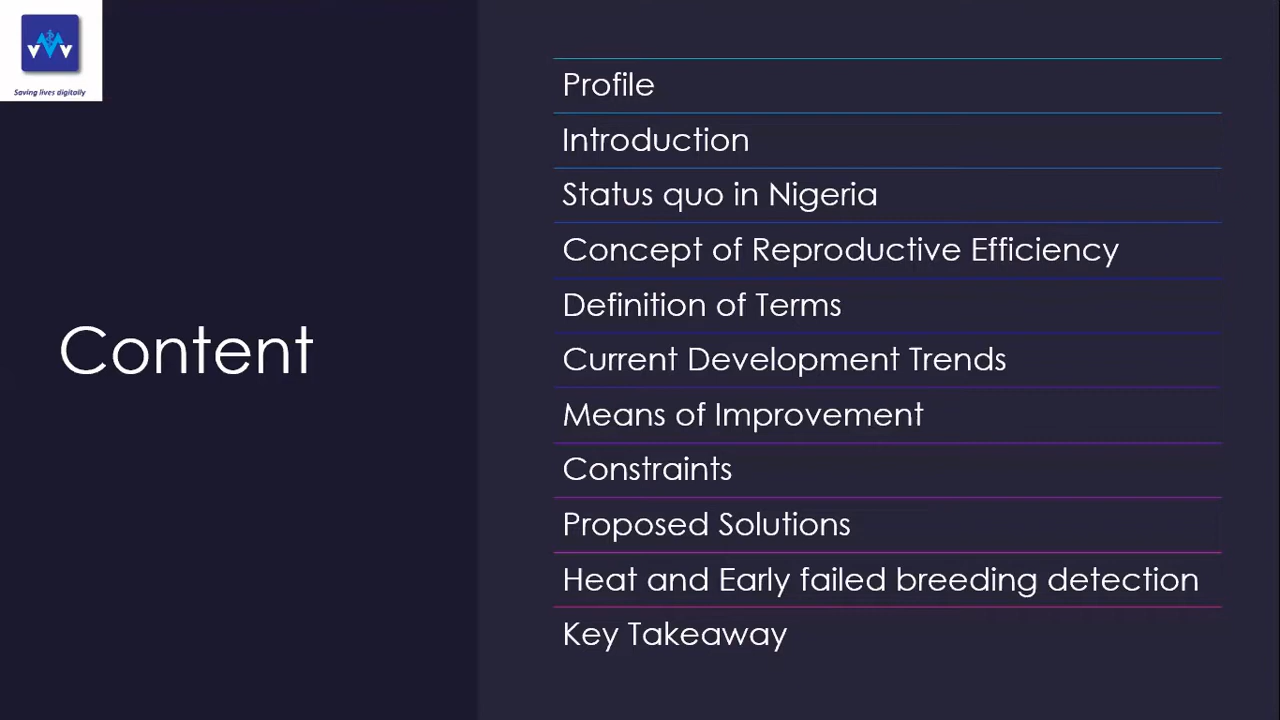 Saving lives digitally
Content
Profile
Introduction
Status quo in Nigeria
Concept of Reproductive Efficiency
Definition of Terms
Current Development Trends
Means of Improvement
Constraints
Proposed Solutions
Heat and Early failed breeding detection
Key Takeaway